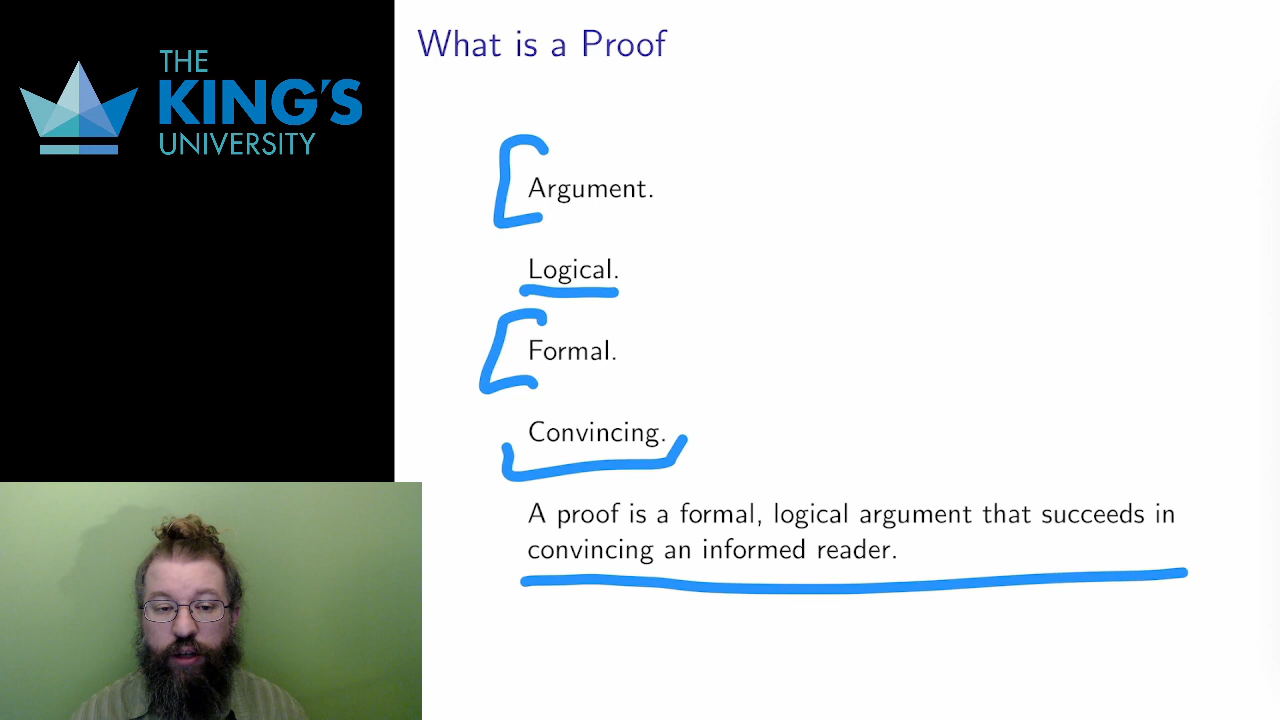 THE
KING'S
UNIVERSITY
What is a Proof
Argument.
Logical.
Formal.
Convincing.
A proof is a formal, logical argument that succeeds in
convincing an informed reader.